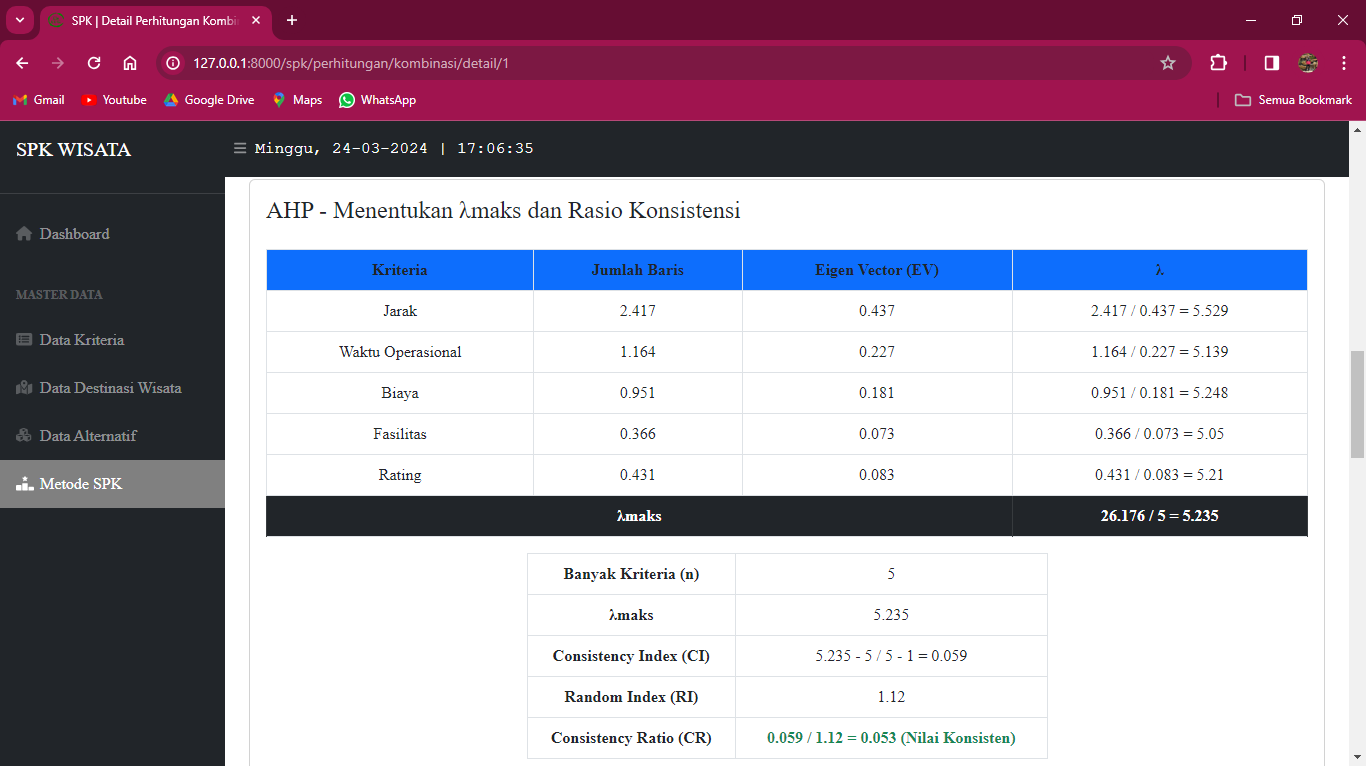 SPK | Detail Perhitungan Kombi
127.0.0.1:8000/spk/perhitungan/kombinasi/detail/1
Gmail Youtube Google Drive Maps WhatsApp Semua Bookmark
SPK WISATA
Minggu, 24-03-2024 | 17:06:35
Dashboard
MASTER DATA
Data Kriteria
Data Destinasi Wisata
Data Alternatif
Metode SPK
AHP - Menentukan λmaks dan Rasio Konsistensi
Kriteria Jumlah Baris Eigen Vector (EV) λ
Jarak 2.417 0.437 2.417 / 0.437 = 5.529
Waktu Operasional 1.164 0.227 1.164 / 0.227 = 5.139
Biaya 0.951 0.181 0.951 / 0.181 = 5.248
Fasilitas 0.366 0.073 0.366 / 0.073 = 5.05
Rating 0.431 0.083 0.431 / 0.083 = 5.21
λmaks 26.176 / 5 = 5.235
Banyak Kriteria (n) 5
λmaks 5.235
Consistency Index (CI) 5.235 - 5 / 5 - 1 = 0.059
Random Index (RI) 1.12
Consistency Ratio (CR) 0.059 / 1.12 = 0.053 (Nilai Konsisten)